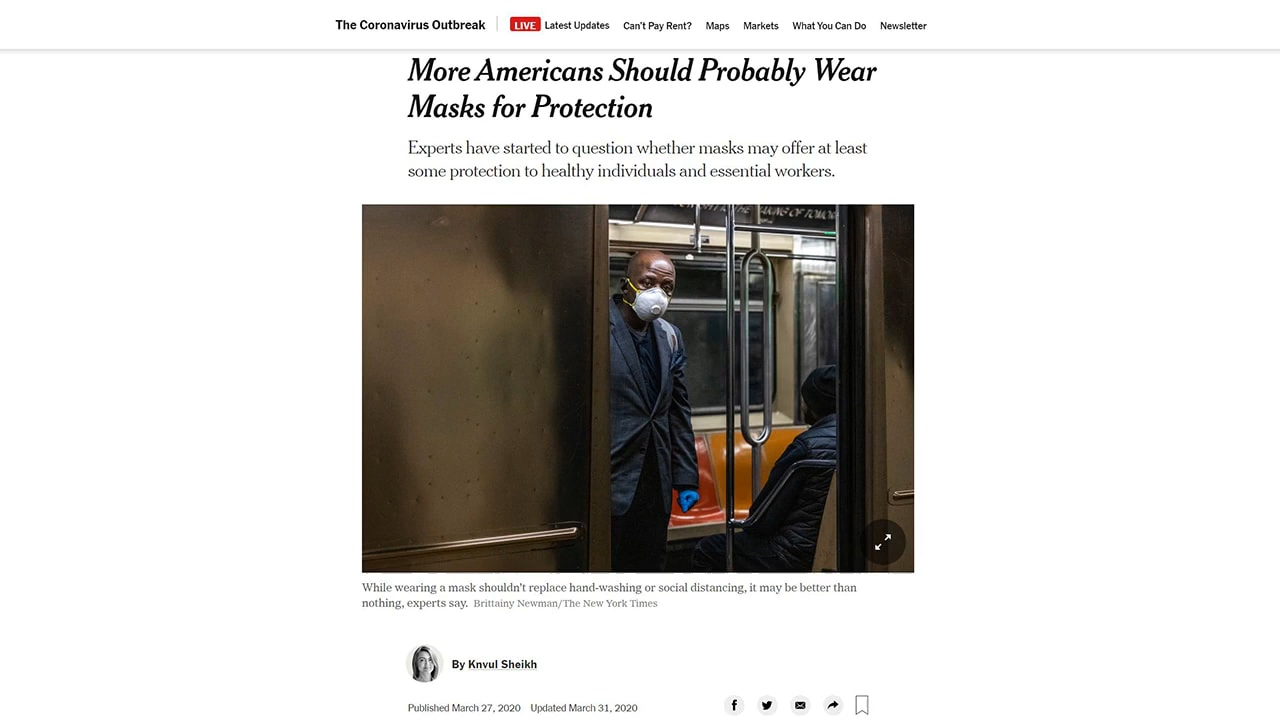 The Coronavirus Outbreak LIVE Latest Updates Can't Pay Rent? Maps Markets What You Can Do Newsletter
More Americans Should Probably Wear
Masks for Protection
Experts have started to question whether masks may offer at least
some protection to healthy individuals and essential workers.
While wearing a mask shouldn't replace hand-washing or social distancing, it may be better than
nothing, experts say. Brittainy Newman/The New York Times
By Knvul Sheikh
Published March 27, 2020 Updated March 31, 2020